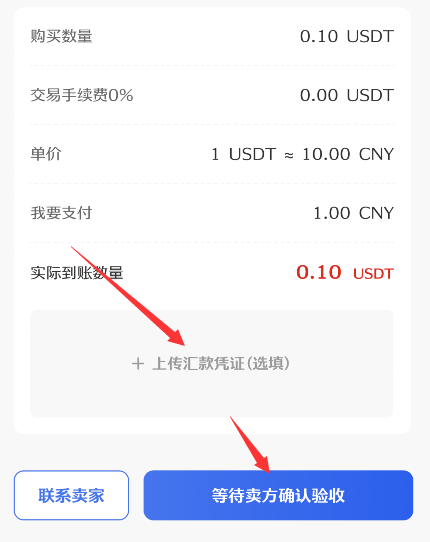 购买数量 0.10 USDT
交易手续费0% 0.00 USDT
单价 1 USDT ≈ 10.00 CNY
我要支付 1.00 CNY
实际到账数量 0.10 USDT
+ 上传汇款凭证(选填)
联系卖家 等待卖方确认验收